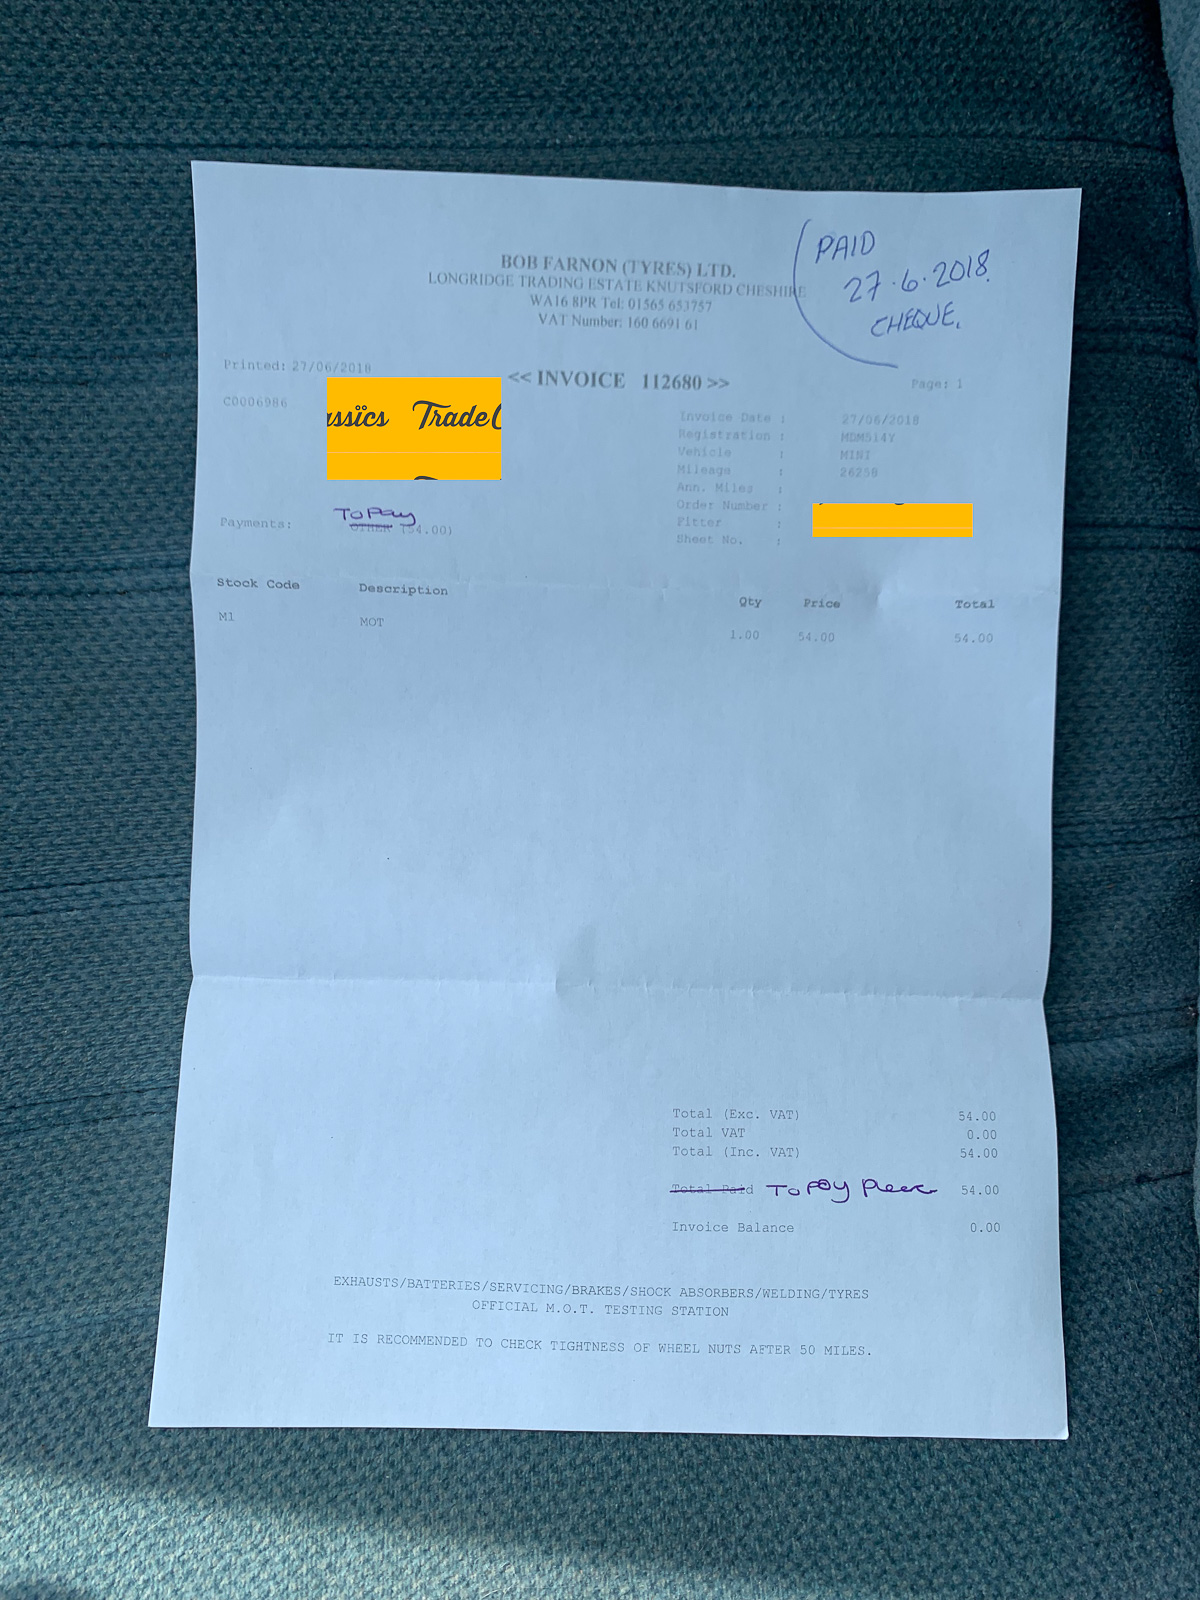 BOB FARNON (TYRES) LTD.
LONGRIDGE TRADING ESTATE KNUTSFORD CHESHIRE
WA16 8PR Tel: 01565 653757
VAT Number: 160 6691 61
PAID
27.6.2018.
CHEQUE.
Printed: 27/06/2018
<< INVOICE 112680 >>
Page: 1
C0006986
assïcs TradeC
Invoice Date : 27/06/2018
Registration : MDM514Y
Vehicle : MINI
Mileage : 26258
Ann. Miles :
Order Number :
Fitter :
Sheet No. :
To Pay
Payments: OTHER (54.00)
Stock Code Description Qty Price Total
M1 MOT 1.00 54.00 54.00
Total (Exc. VAT) 54.00
Total VAT 0.00
Total (Inc. VAT) 54.00
Total Paid To Pay Please 54.00
Invoice Balance 0.00
EXHAUSTS/BATTERIES/SERVICING/BRAKES/SHOCK ABSORBERS/WELDING/TYRES
OFFICIAL M.O.T. TESTING STATION
IT IS RECOMMENDED TO CHECK TIGHTNESS OF WHEEL NUTS AFTER 50 MILES.